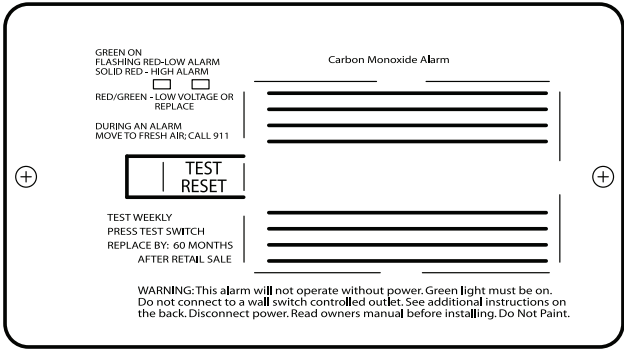 GREEN ON
FLASHING RED-LOW ALARM
SOLID RED - HIGH ALARM
RED/GREEN - LOW VOLTAGE OR
REPLACE
DURING AN ALARM
MOVE TO FRESH AIR; CALL 911
Carbon Monoxide Alarm
TEST
RESET
TEST WEEKLY
PRESS TEST SWITCH
REPLACE BY: 60 MONTHS
AFTER RETAIL SALE
WARNING: This alarm will not operate without power. Green light must be on.
Do not connect to a wall switch controlled outlet. See additional instructions on
the back. Disconnect power. Read owners manual before installing. Do Not Paint.